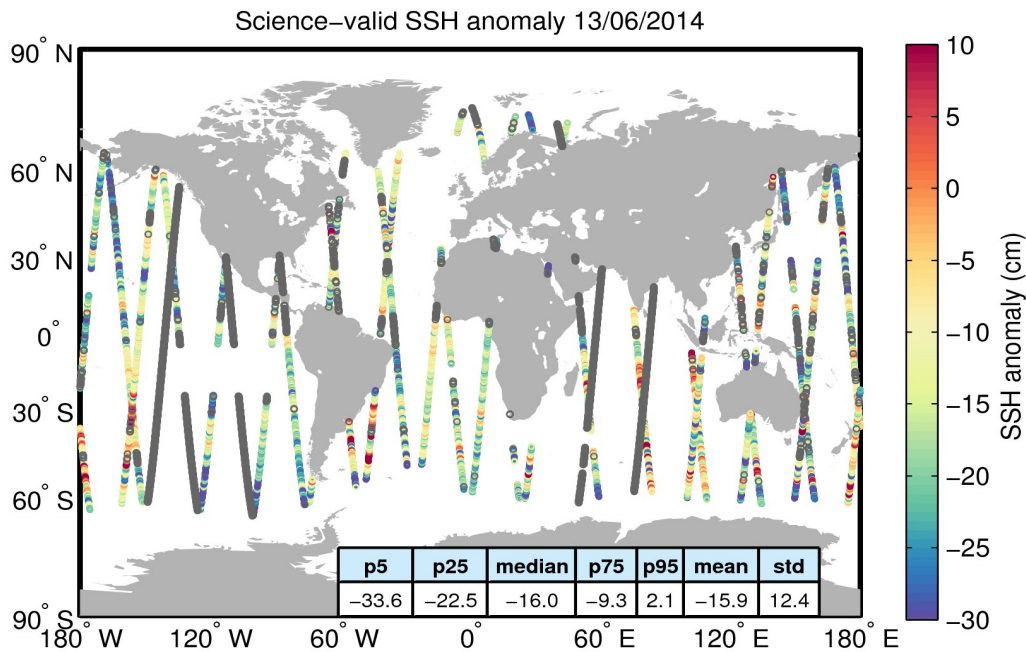 Science−valid SSH anomaly 13/06/2014
90° N
60° N
30° N
0°
30° S
60° S
90° S
180° W
120° W
60° W
0°
60° E
120° E
180° E
p5 p25 median p75 p95 mean std
−33.6 −22.5 −16.0 −9.3 2.1 −15.9 12.4
10
5
0
−5
−10
−15
−20
−25
−30
SSH anomaly (cm)